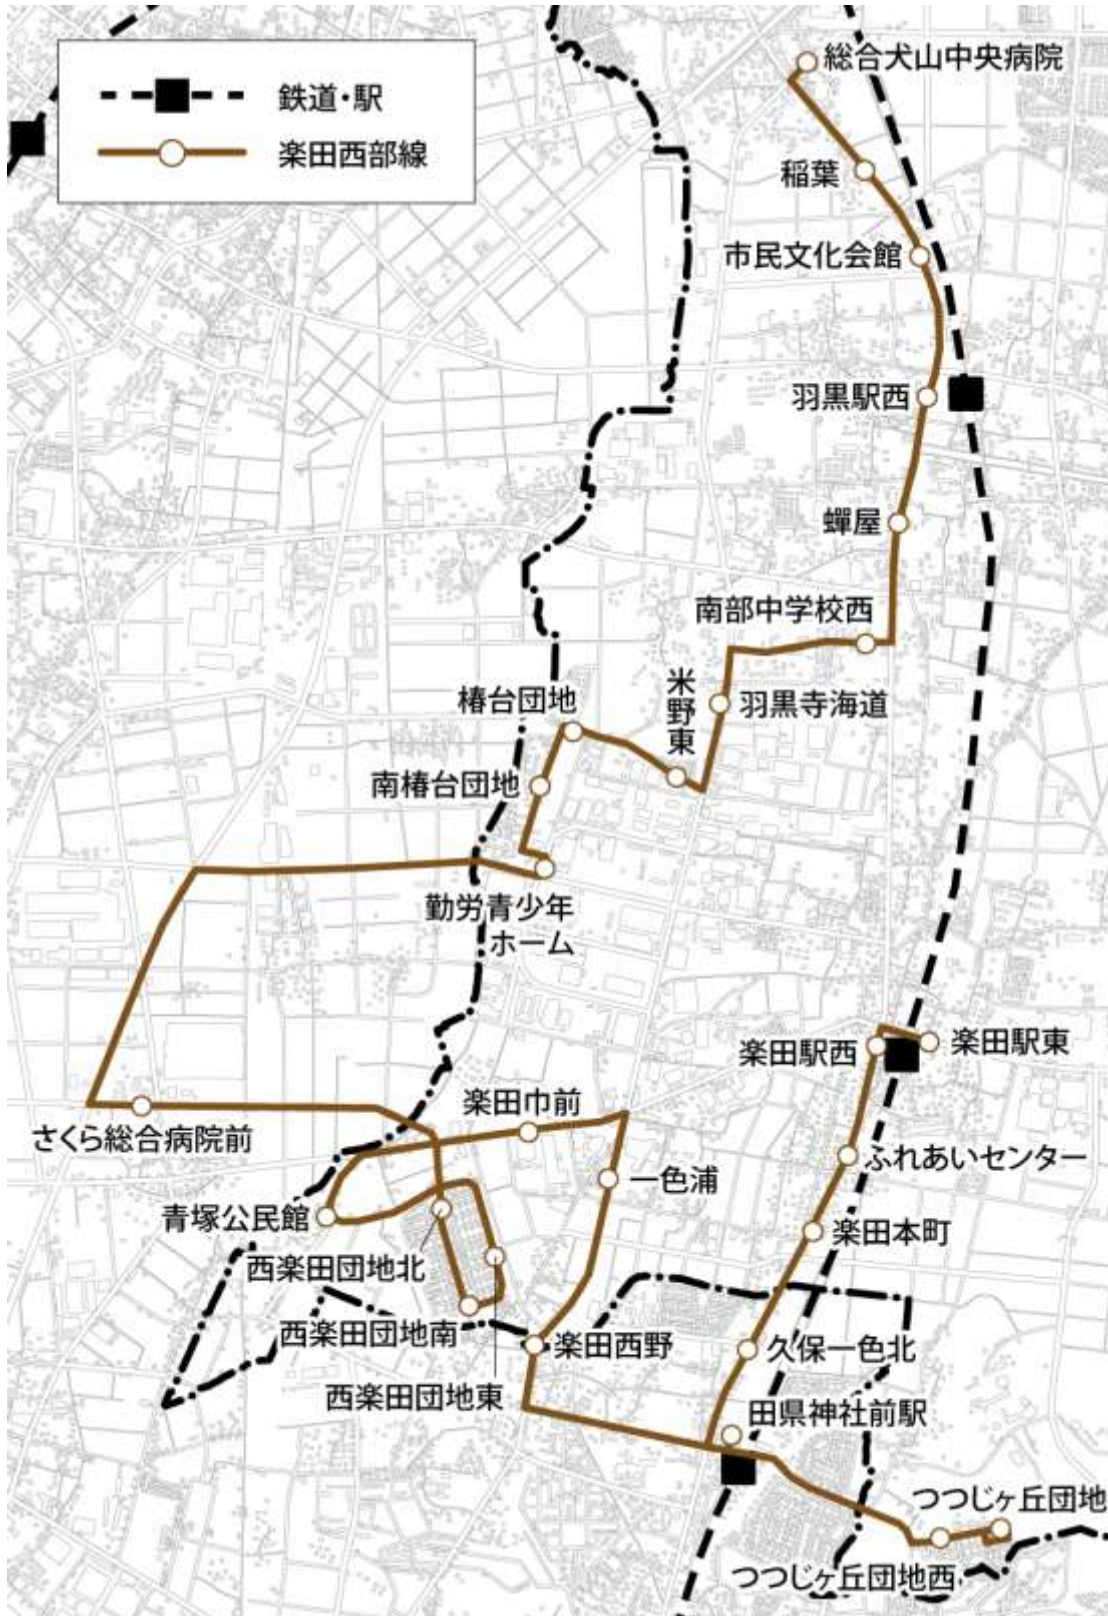 鉄道・駅
楽田西部線
総合犬山中央病院
稲葉
市民文化会館
羽黒駅西
蟬屋
南部中学校西
羽黒寺海道
米野東
椿台団地
南椿台団地
勤労青少年
ホーム
さくら総合病院前
楽田巾前
一色浦
青塚公民館
西楽田団地北
西楽田団地南
西楽田団地東
楽田西野
楽田駅西
楽田駅東
ふれあいセンター
楽田本町
久保一色北
田県神社前駅
つつじヶ丘団地
つつじヶ丘団地西